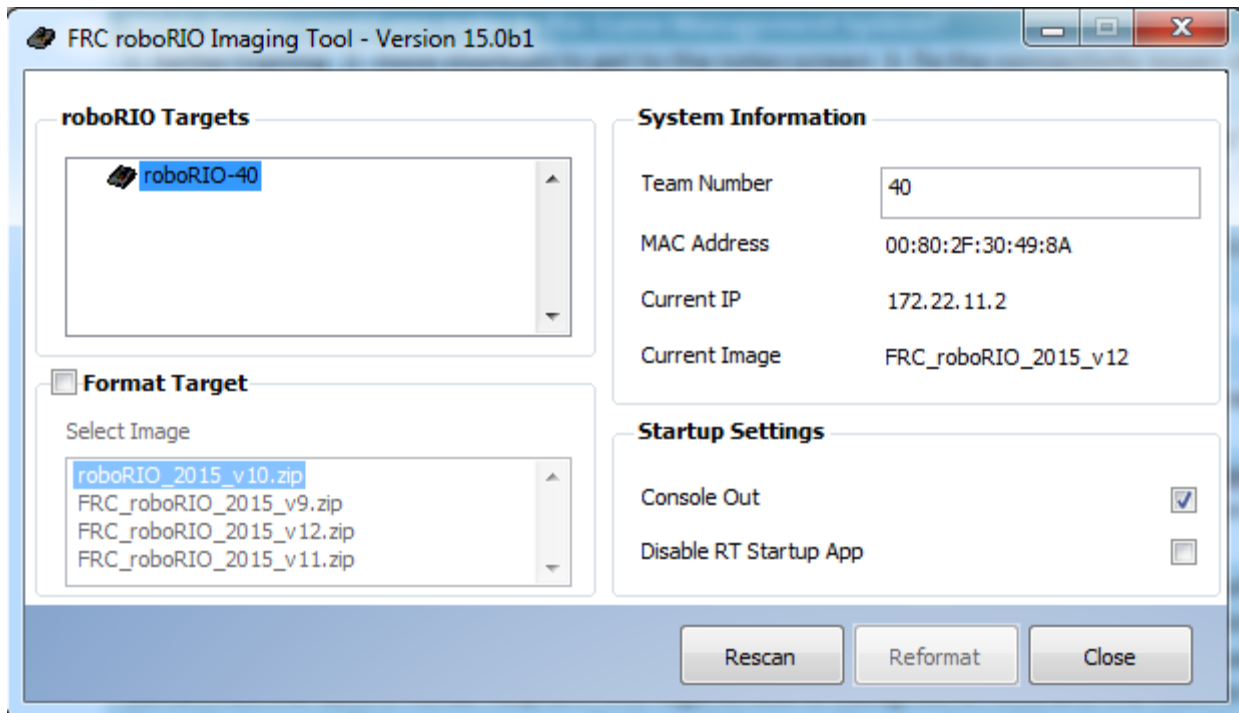 FRC roboRIO Imaging Tool - Version 15.0b1
roboRIO Targets
roboRIO-40
Format Target
Select Image
roboRIO_2015_v10.zip
FRC_roboRIO_2015_v9.zip
FRC_roboRIO_2015_v12.zip
FRC_roboRIO_2015_v11.zip
System Information
Team Number 40
MAC Address 00:80:2F:30:49:8A
Current IP 172.22.11.2
Current Image FRC_roboRIO_2015_v12
Startup Settings
Console Out
Disable RT Startup App
Rescan Reformat Close